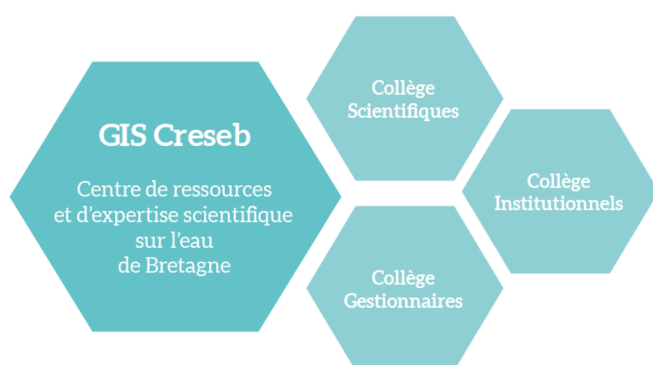 GIS Creseb
Centre de ressources
et d'expertise scientifique
sur l'eau
de Bretagne
Collège
Scientifiques
Collège
Institutionnels
Collège
Gestionnaires